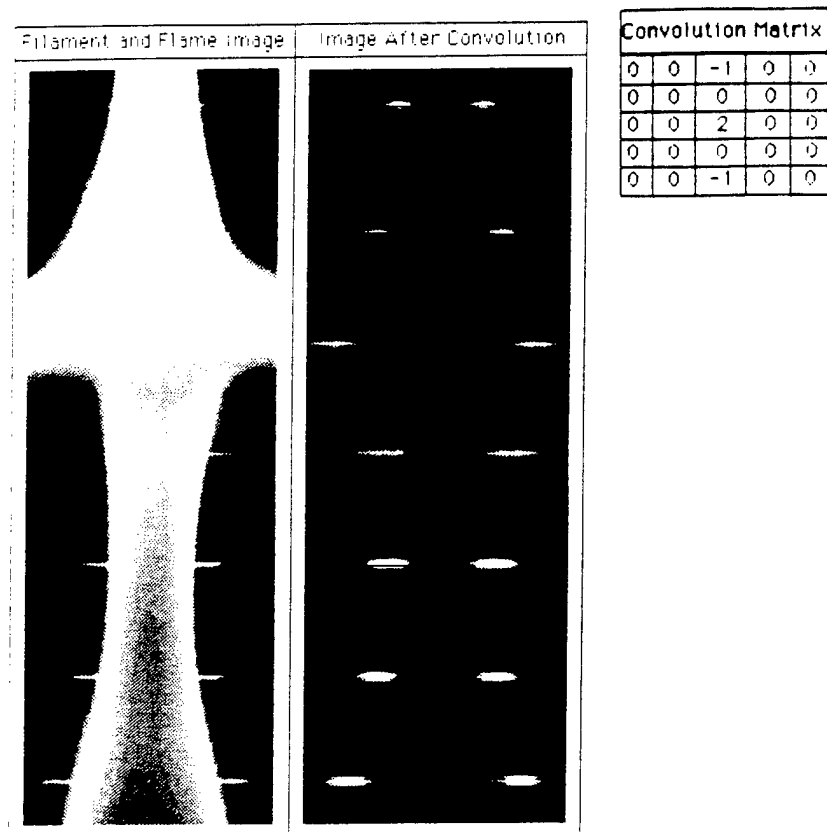 Filament and Flame Image
Image After Convolution
Convolution Matrix
0 0 -1 0 0
0 0 0 0 0
0 0 2 0 0
0 0 0 0 0
0 0 -1 0 0